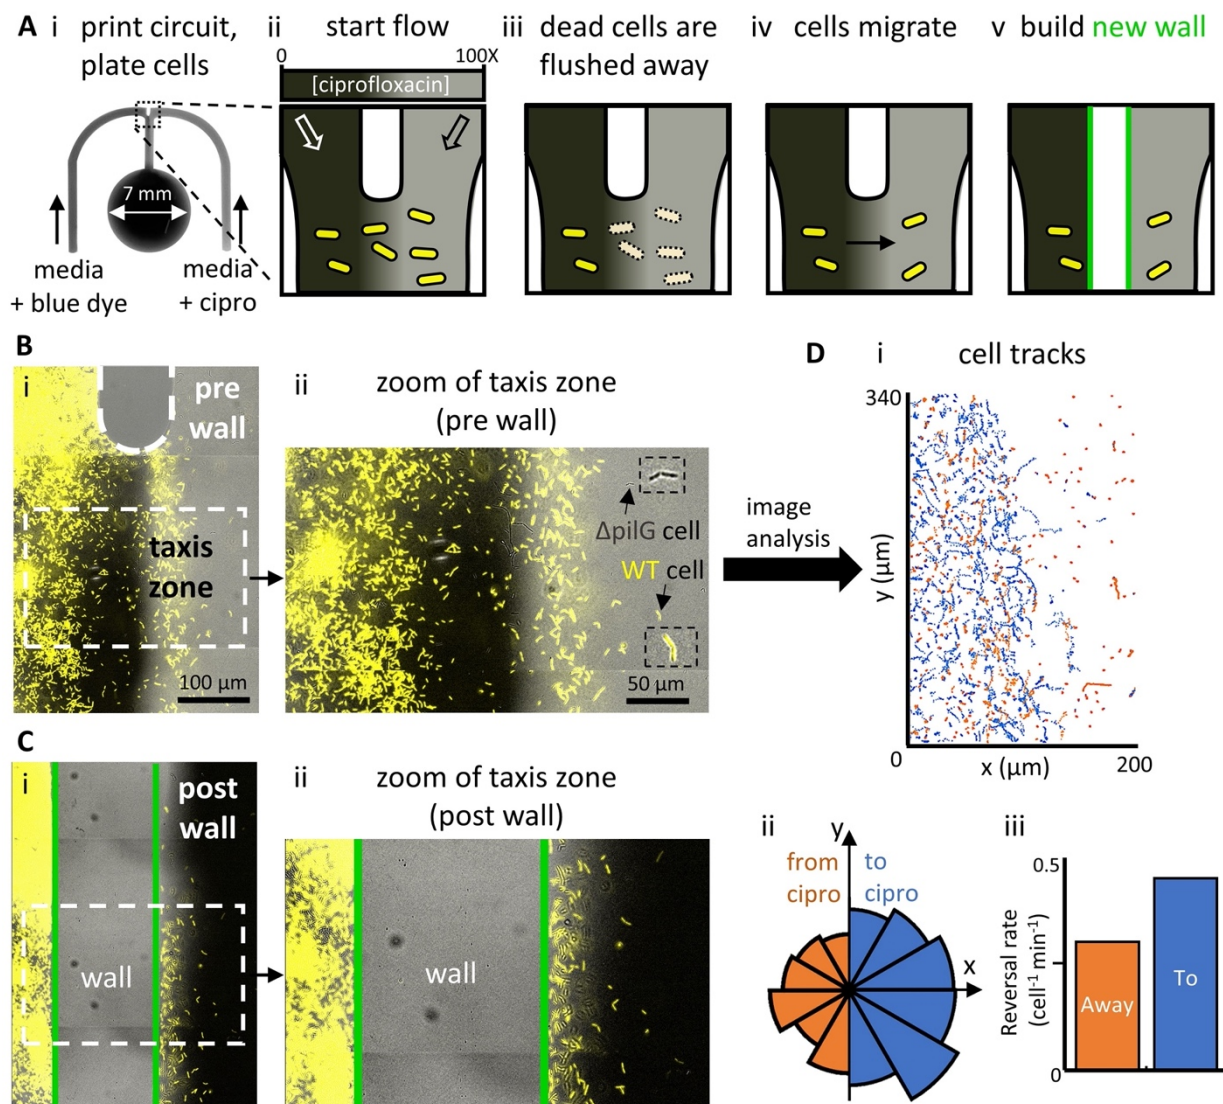 A
i
print circuit,
plate cells
7 mm
media
+ blue dye
media
+ cipro
ii
start flow
0
100X
[ciprofloxacin]
iii
dead cells are
flushed away
iv
cells migrate
v
build new wall
B
i
pre
wall
taxis
zone
100 µm
ii
zoom of taxis zone
(pre wall)
ΔpilG cell
WT cell
50 µm
image
analysis
D
i
cell tracks
340
y (µm)
0
x (µm)
200
C
i
post
wall
wall
ii
zoom of taxis zone
(post wall)
wall
ii
y
from
cipro
to
cipro
x
iii
0.5
Reversal rate
(cell⁻¹ min⁻¹)
Away
To
0